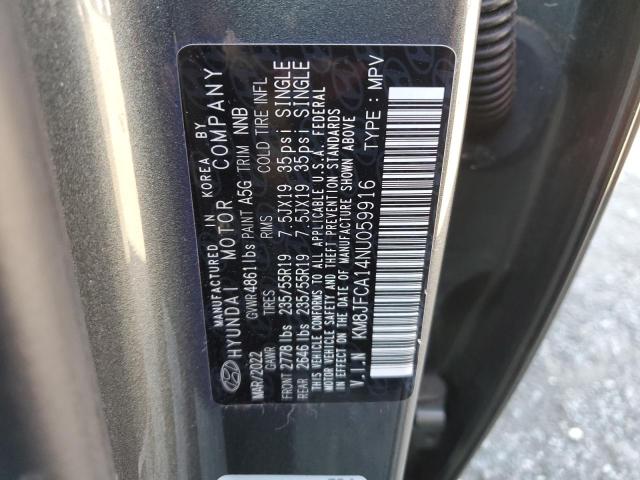 MANUFACTURED IN KOREA BY
HYUNDAI MOTOR COMPANY
MAR/2022 GVWR 4861 lbs PAINT A5G TRIM NNB
GAWR TIRES RIMS COLD TIRE INFL
FRONT 2778 lbs 235/55R19 7.5JX19 35psi SINGLE
REAR 2646 lbs 235/55R19 7.5JX19 35psi SINGLE
THIS VEHICLE CONFORMS TO ALL APPLICABLE U.S.A. FEDERAL
MOTOR VEHICLE SAFETY AND THEFT PREVENTION STANDARDS
IN EFFECT ON THE DATE OF MANUFACTURE SHOWN ABOVE
V.I.N KM8JFCA14NU059916 TYPE : MPV